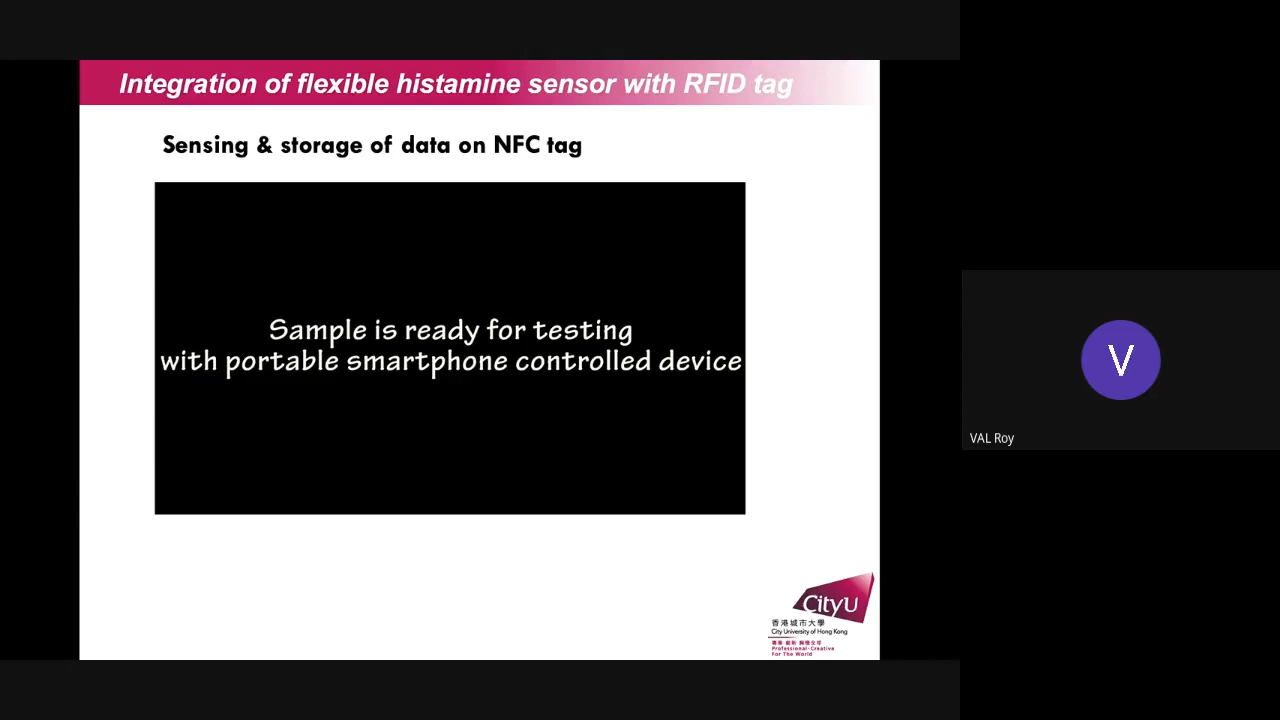 Integration of flexible histamine sensor with RFID tag
Sensing & storage of data on NFC tag
Sample is ready for testing
with portable smartphone controlled device
V
VAL Roy
CityU
香港城市大學
City University of Hong Kong
專業 創新 胸懷全球
Professional·Creative
For The World